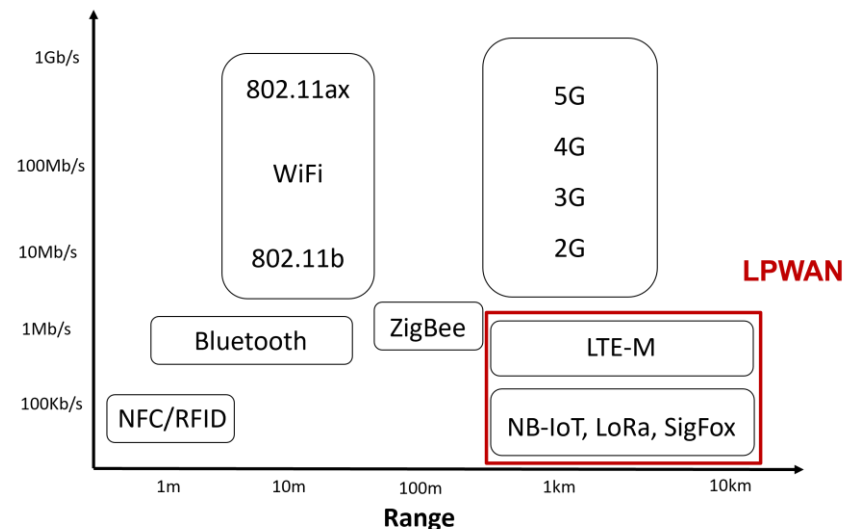 1Gb/s
802.11ax
5G
4G
100Mb/s
WiFi
3G
10Mb/s
802.11b
2G
LPWAN
1Mb/s
Bluetooth
ZigBee
LTE-M
100Kb/s
NFC/RFID
NB-IoT, LoRa, SigFox
1m
10m
100m
1km
10km
Range